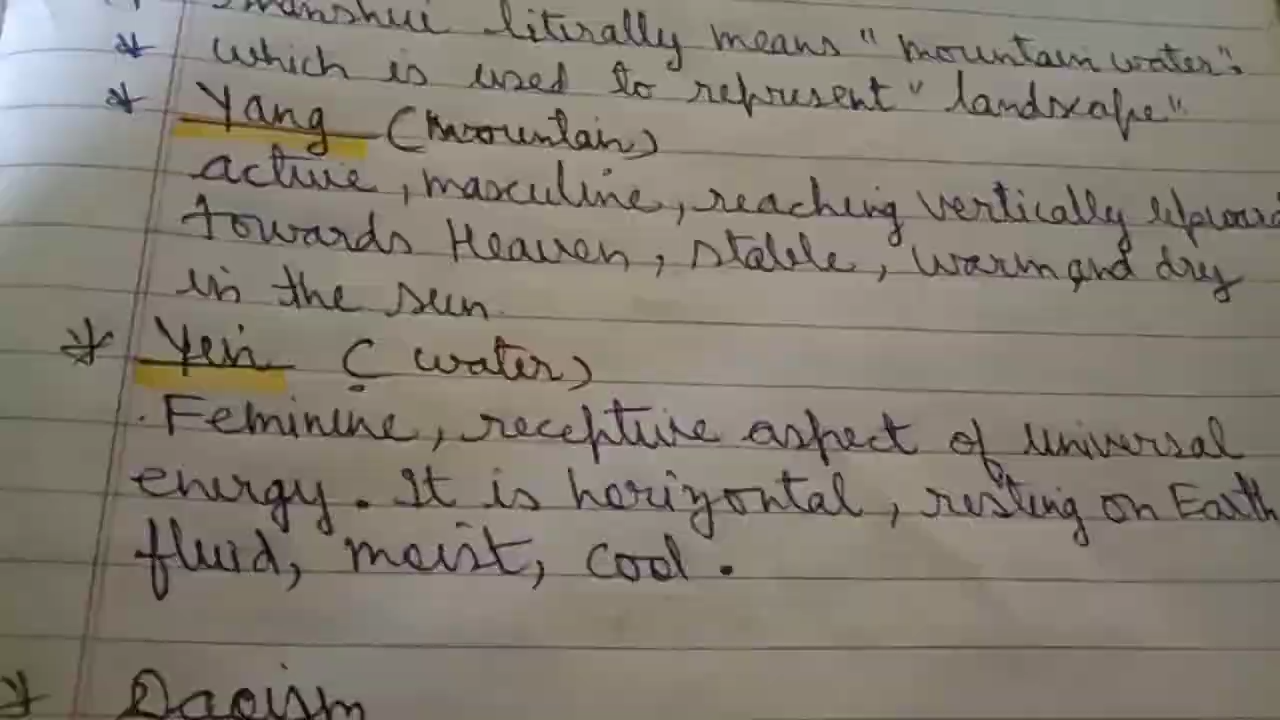 Shanshui literally means "mountain water".
* which is used to represent "landscape"
* Yang (mountain)
active, masculine, reaching vertically upward
towards Heaven, stable, warm and dry
in the sun.
* Yein (water)
. Feminine, receptive aspect of universal
energy. It is horizontal, resting on Earth
fluid, moist, cool.
* Daoism